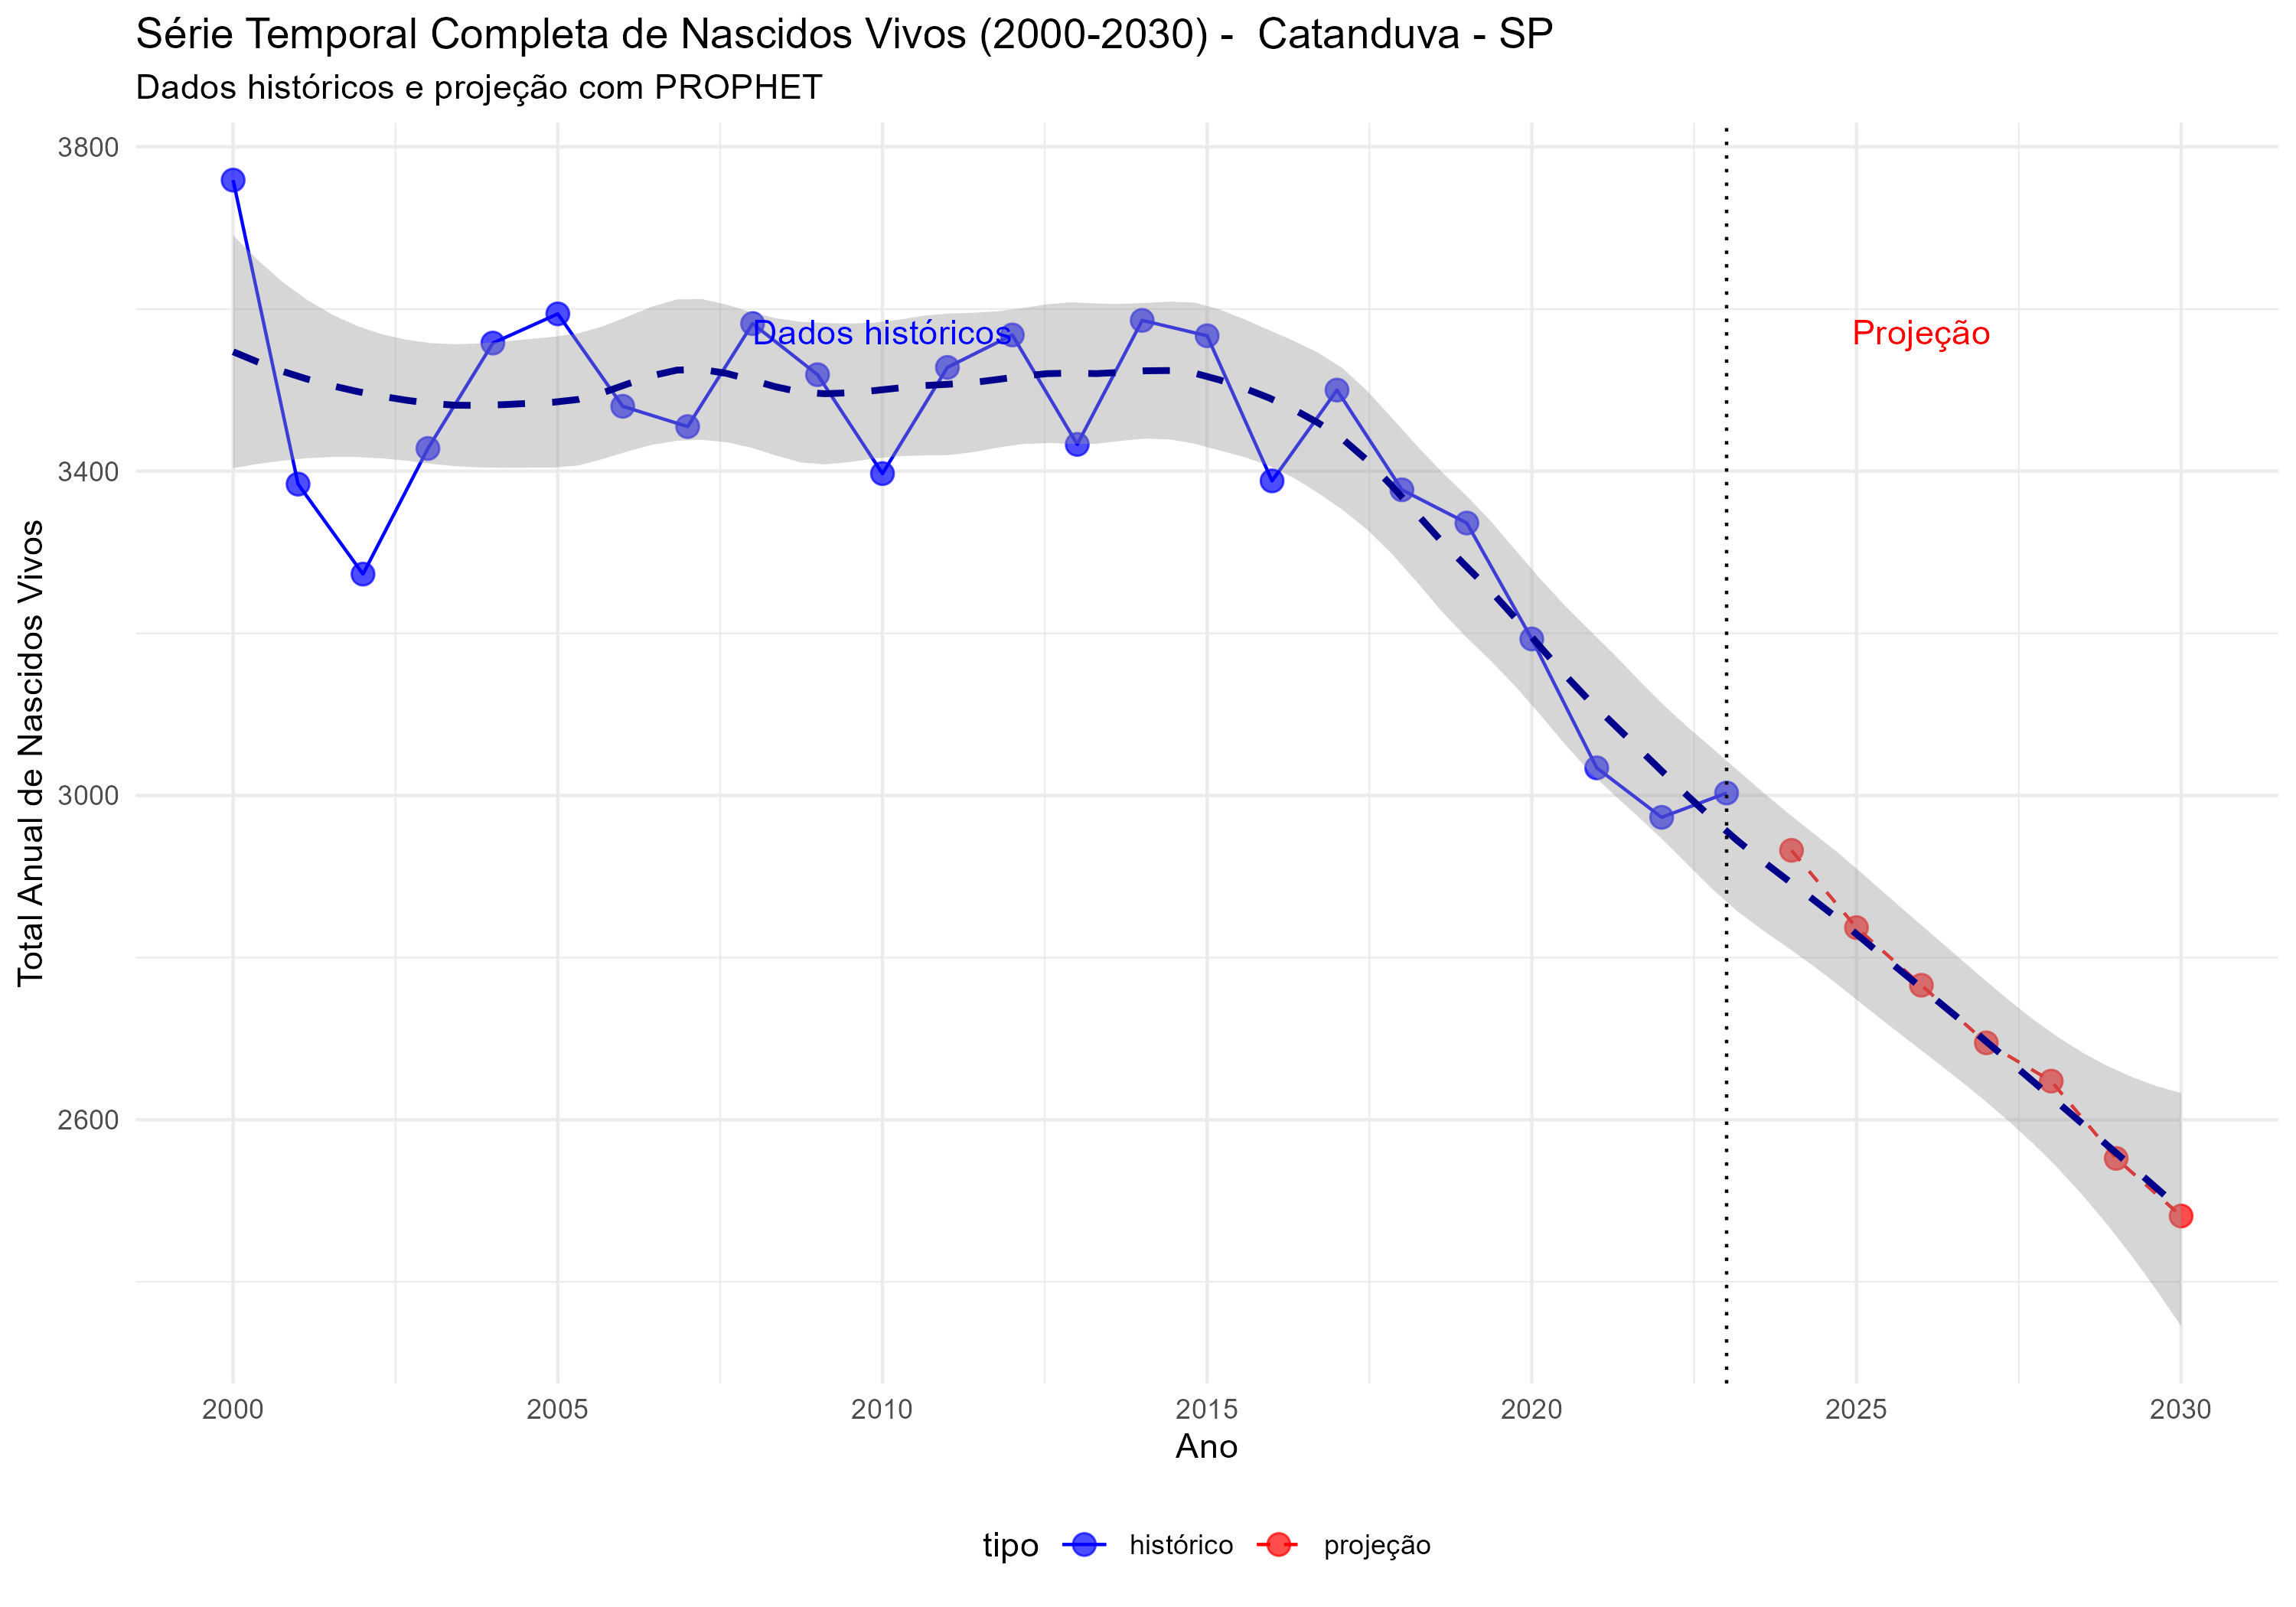 Série Temporal Completa de Nascidos Vivos (2000-2030) -  Catanduva - SP
Dados históricos e projeção com PROPHET
Total Anual de Nascidos Vivos
3800
3400
3000
2600
Dados históricos
Projeção
2000
2005
2010
2015
2020
2025
2030
Ano
tipo
histórico
projeção